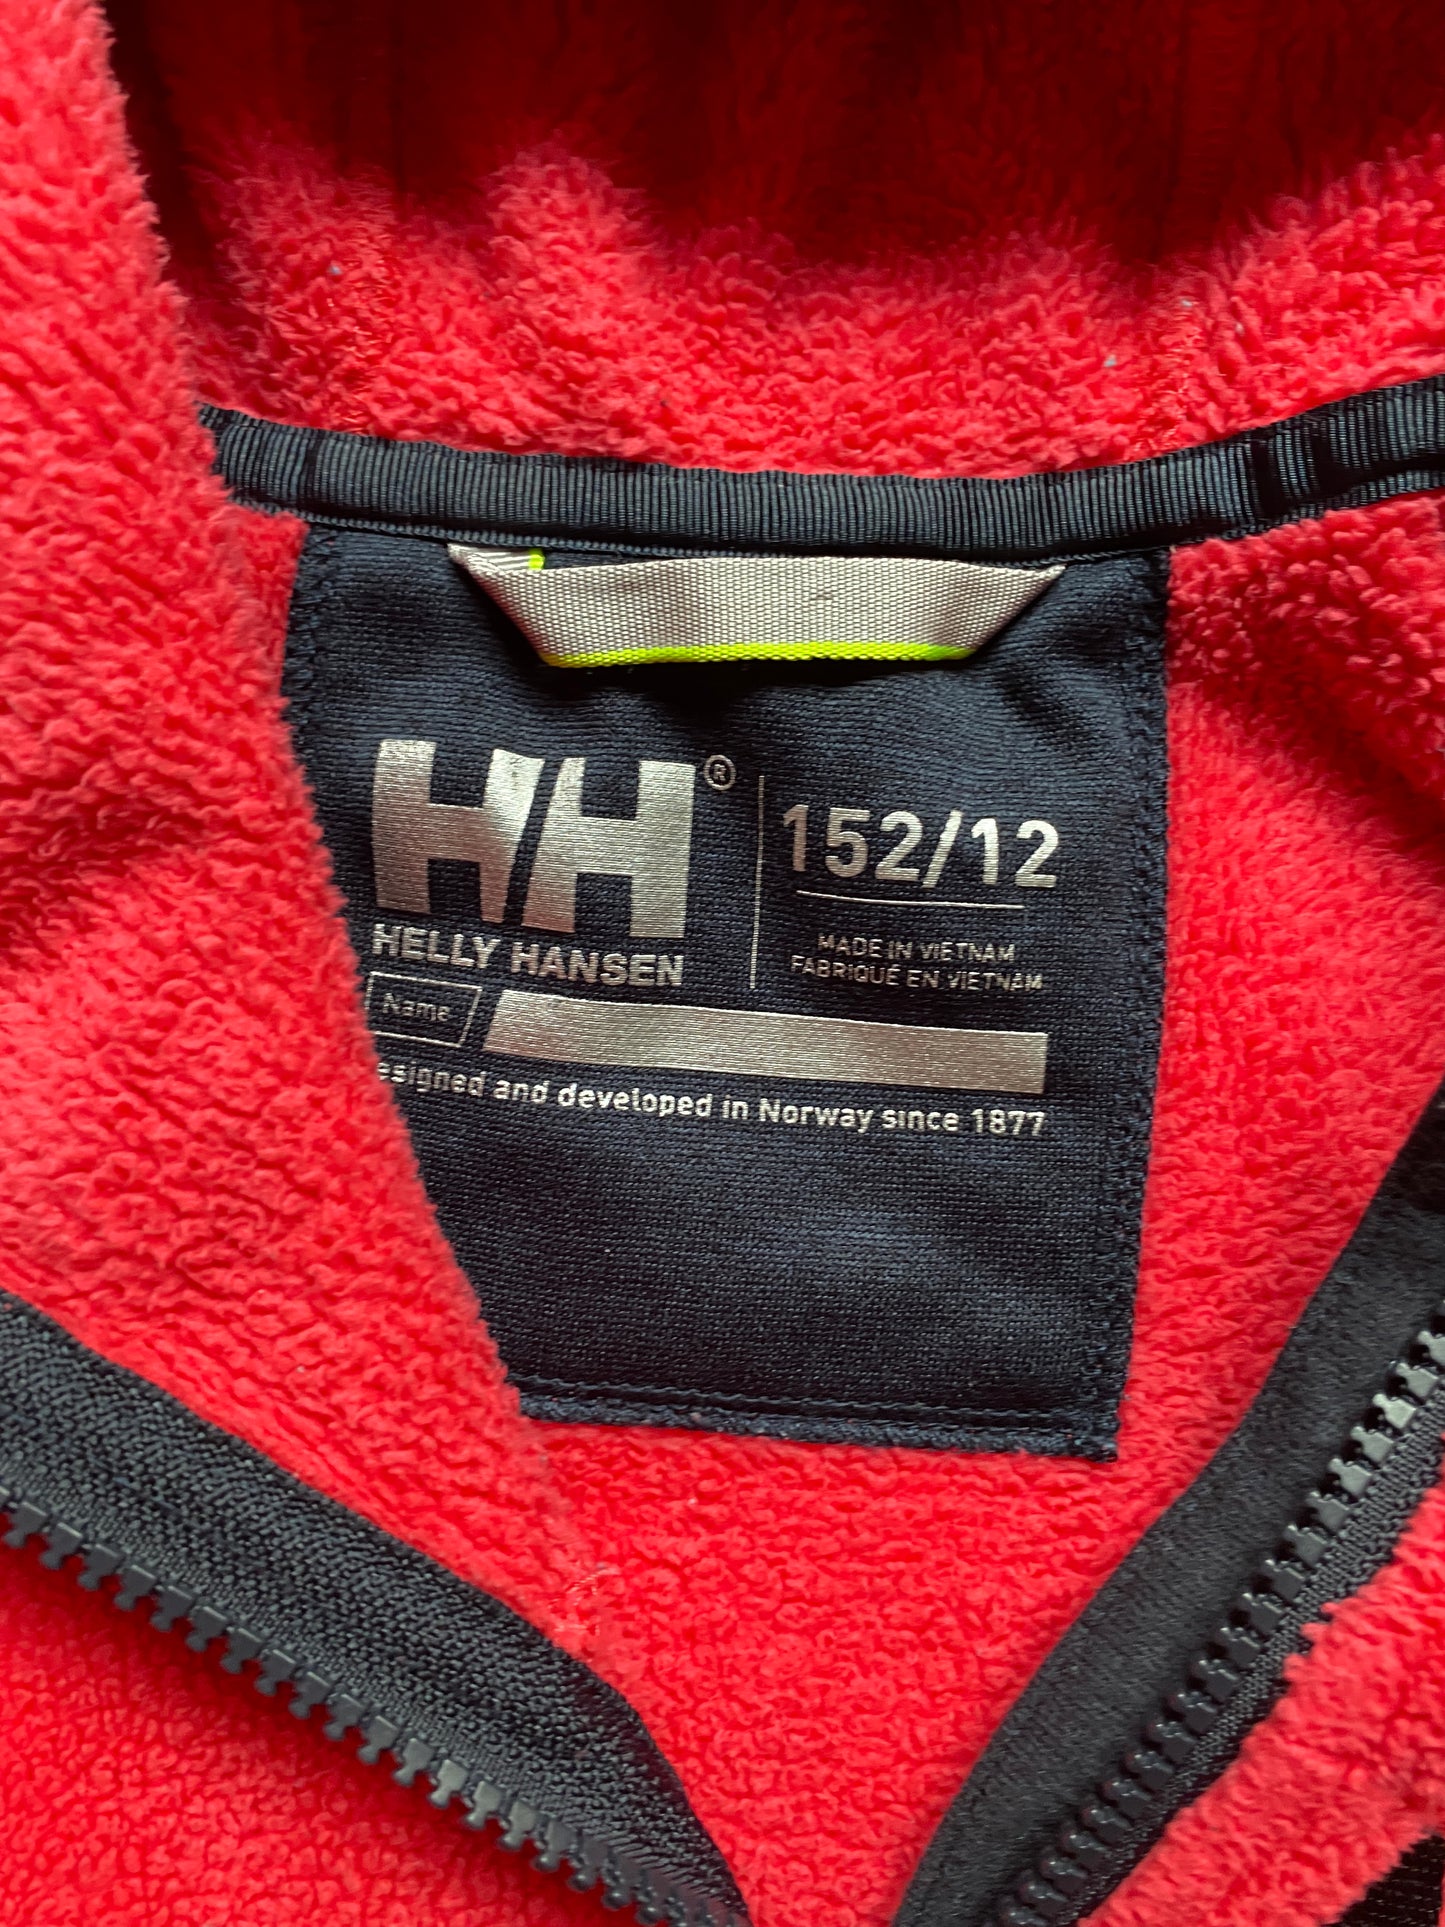 HH®
HELLY HANSEN
152/12
MADE IN VIETNAM
FABRIQUÉ EN VIETNAM
Name
esigned and developed in Norway since 1877